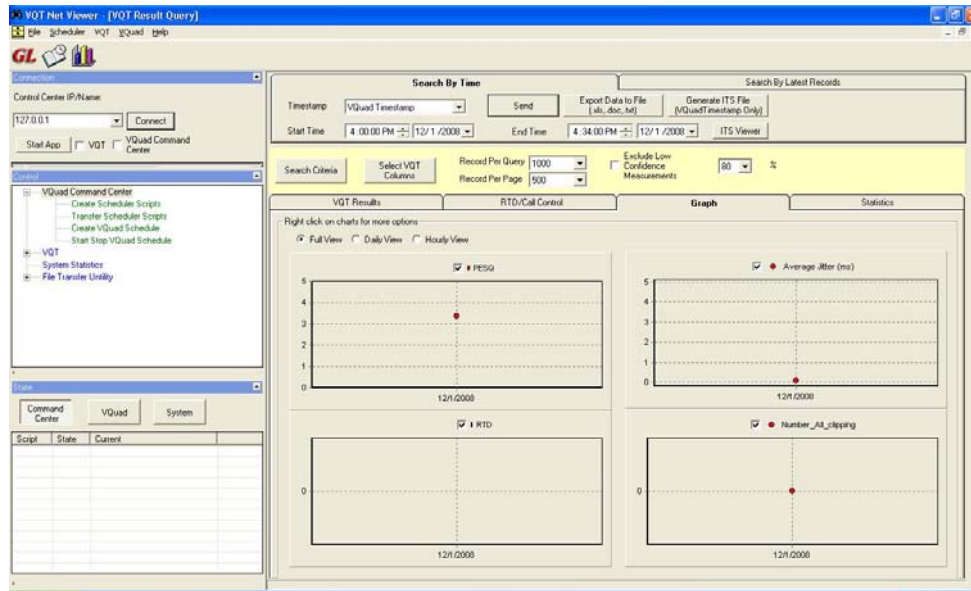 VQT Net Viewer - [VQT Result Query]
File Scheduler VQT VQuad Help
GL
Connection
Control Center IP/Name:
127.0.0.1 Connect
Start App VQT VQuad Command Center
Control
VQuad Command Center
Create Scheduler Scripts
Transfer Scheduler Scripts
Create VQuad Schedule
Start Stop VQuad Schedule
VQT
System Statistics
File Transfer Untility
State
Command Center VQuad System
Script State Current
Search By Time Search By Latest Records
Timestamp VQuad Timestamp Send Export Data to File (.xls, .doc, .txt) Generate ITS File (VQuadTimestamp Only)
Start Time 4:00:00 PM 12/1 /2008 End Time 4:34:00 PM 12/1 /2008 ITS Viewer
Search Criteria Select VQT Columns Record Per Query 1000 Exclude Low Confidence Measurements 80 %
Record Per Page 500
VQT Results RTD/Call Control Graph Statistics
Right click on charts for more options
Full View Daily View Hourly View
PESQ
5
4
3
2
1
0
12/1/2008
Average Jitter (ms)
5
4
3
2
1
0
12/1/2008
RTD
0
12/1/2008
Number_All_clipping
0
12/1/2008